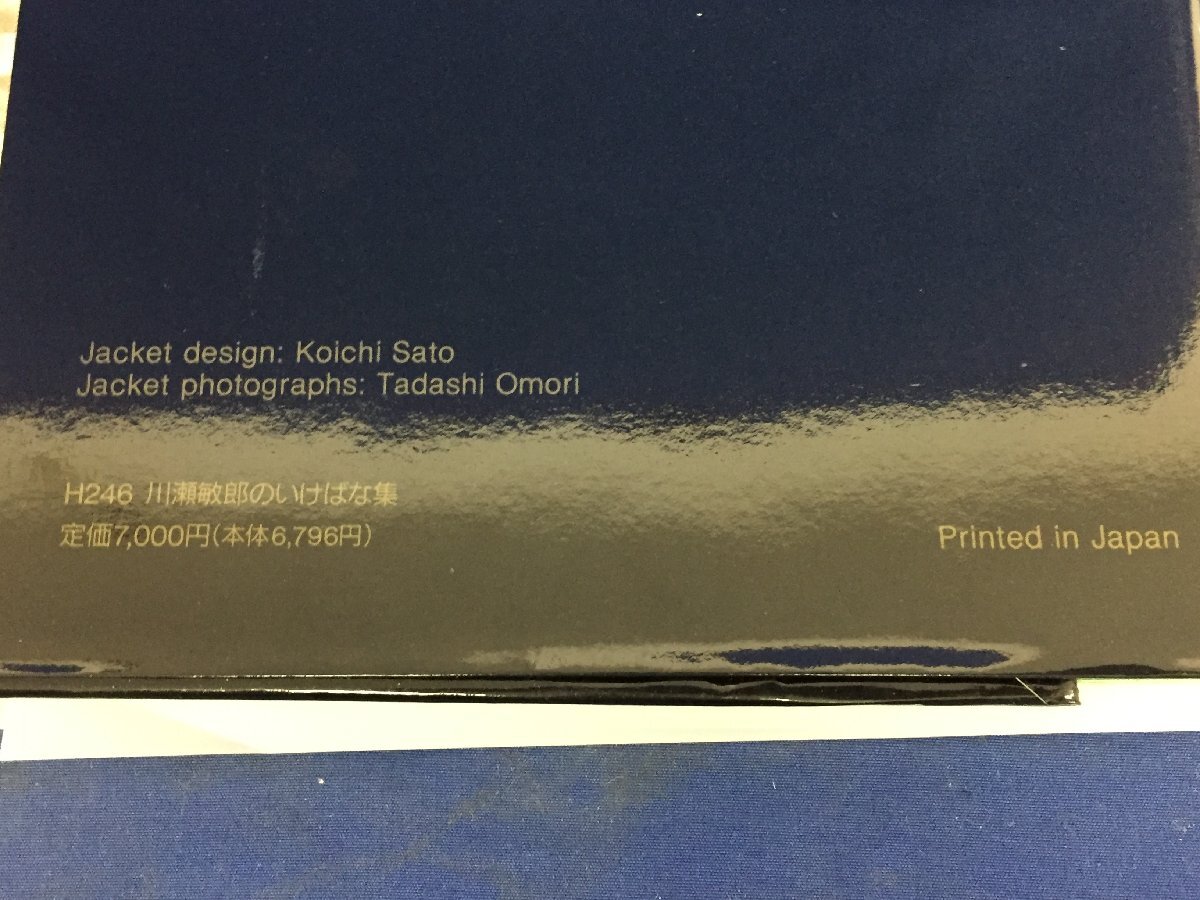 Jacket design: Koichi Sato
Jacket photographs: Tadashi Omori
H246 川瀬敏郎のいけばな集
定価7,000円(本体6,796円)
Printed in Japan